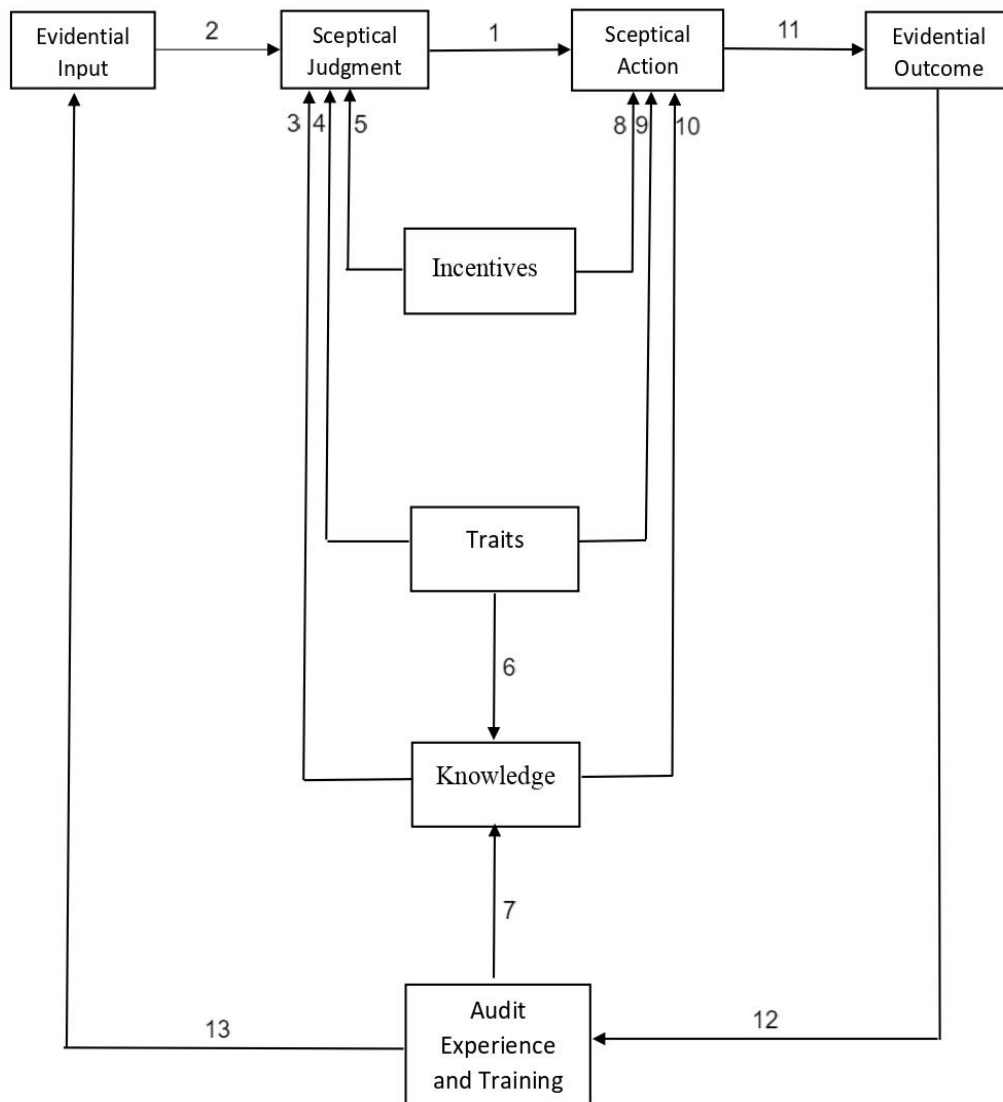 Evidential
Input
2
Sceptical
Judgment
1
Sceptical
Action
11
Evidential
Outcome
3
4
5
8
9
10
Incentives
Traits
6
Knowledge
7
Audit
Experience
and Training
13
12